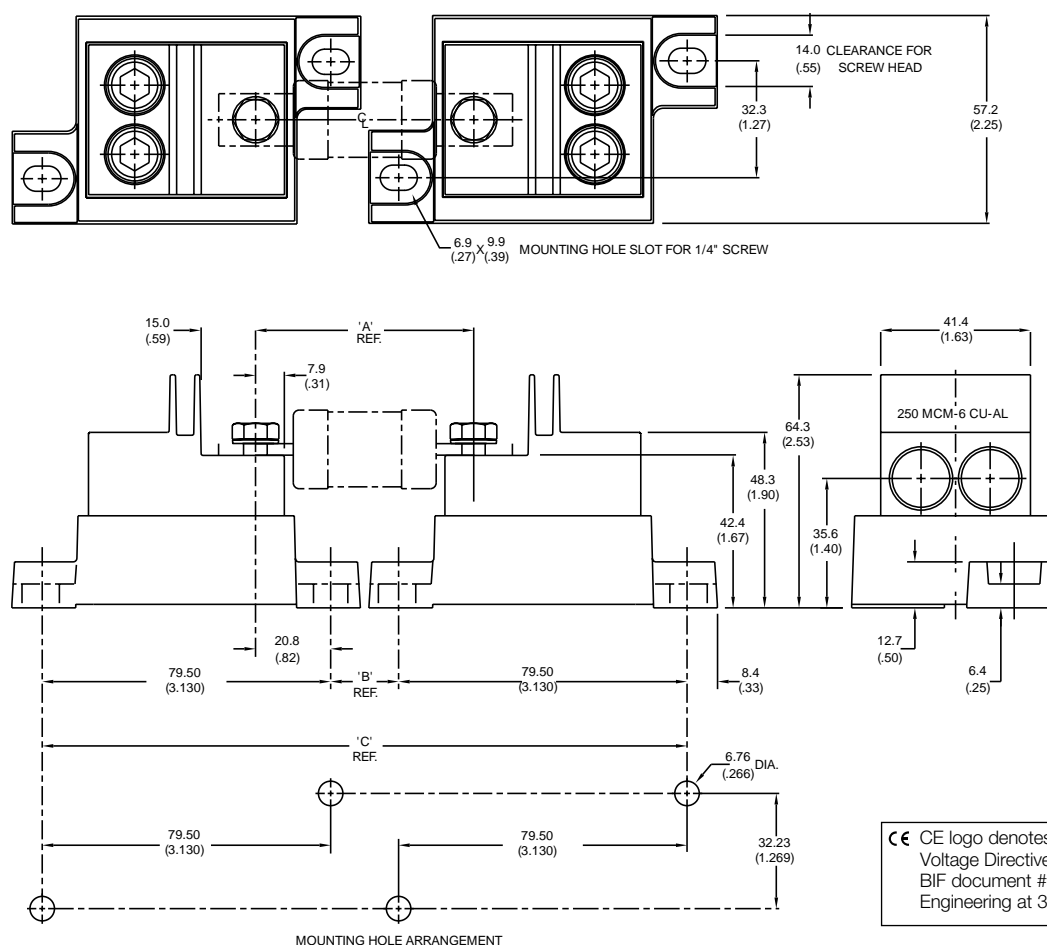 14.0 CLEARANCE FOR
(.55) SCREW HEAD
32.3
(1.27)
57.2
(2.25)
CL
6.9 X 9.9 MOUNTING HOLE SLOT FOR 1/4" SCREW
(.27) (.39)
15.0
(.59)
'A'
REF.
7.9
(.31)
41.4
(1.63)
250 MCM-6 CU-AL
64.3
(2.53)
48.3
(1.90)
42.4
(1.67)
35.6
(1.40)
20.8
(.82)
12.7
(.50)
6.4
(.25)
79.50
(3.130)
'B'
REF.
79.50
(3.130)
8.4
(.33)
'C'
REF.
6.76 DIA.
(.266)
79.50
(3.130)
79.50
(3.130)
32.23
(1.269)
MOUNTING HOLE ARRANGEMENT
CE CE logo denotes
Voltage Directive
BIF document #
Engineering at 3